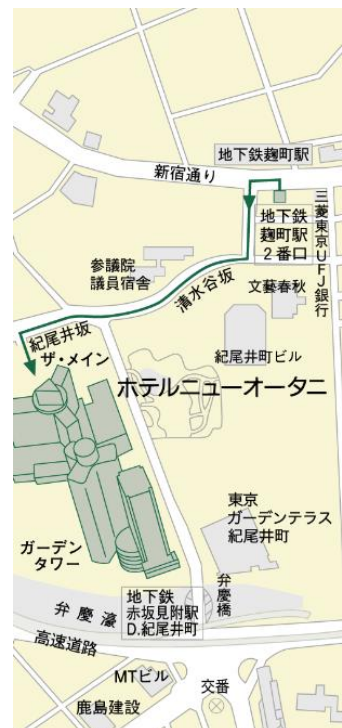 地下鉄麹町駅
新宿通り
地下鉄
麹町駅
2番口
三菱東京UFJ銀行
参議院
議員宿舎
清水谷坂
文藝春秋
紀尾井坂
ザ・メイン
紀尾井町ビル
ホテルニューオータニ
東京
ガーデンテラス
紀尾井町
ガーデン
タワー
地下鉄
赤坂見附駅
D.紀尾井町
弁慶橋
弁慶濠
高速道路
MTビル
交番
鹿島建設